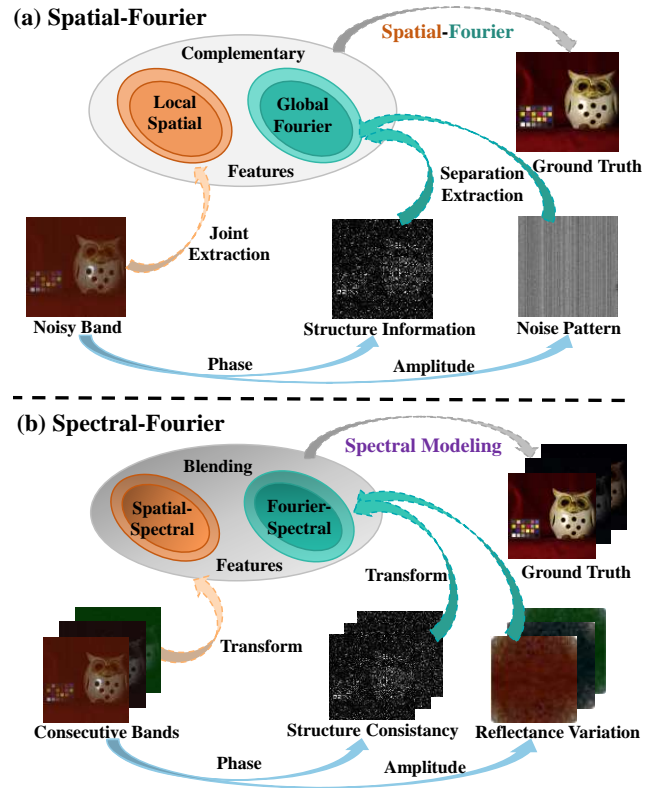 (a) Spatial-Fourier
Complementary
Spatial-Fourier
Local
Spatial
Global
Fourier
Features
Ground Truth
Separation
Extraction
Joint
Extraction
Noisy Band
Structure Information
Noise Pattern
Phase
Amplitude
(b) Spectral-Fourier
Blending
Spectral Modeling
Spatial-
Spectral
Fourier-
Spectral
Features
Ground Truth
Transform
Transform
Consecutive Bands
Structure Consistancy
Reflectance Variation
Phase
Amplitude